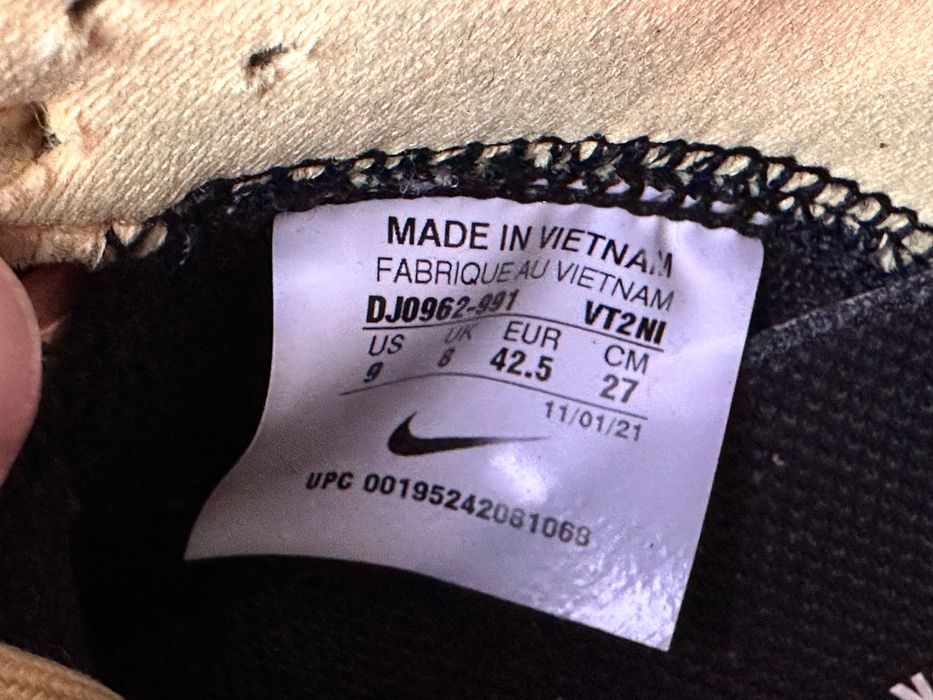 MADE IN VIETNAM
FABRIQUE AU VIETNAM
DJ0962-991 VT2NI
US UK EUR CM
9 8 42.5 27
11/01/21
UPC 00195242081068